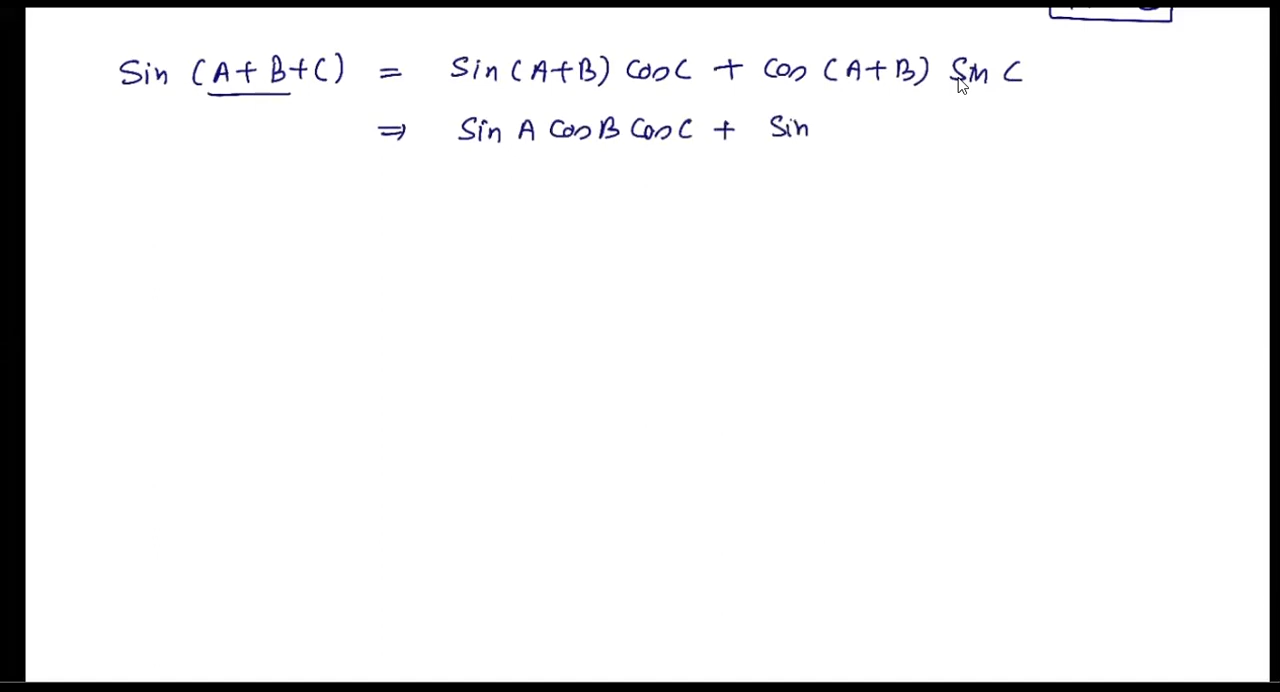 Sin (A+B+C) = Sin(A+B) CosC + Cos (A+B) Sin C
⇒ Sin A CosB CosC + Sin